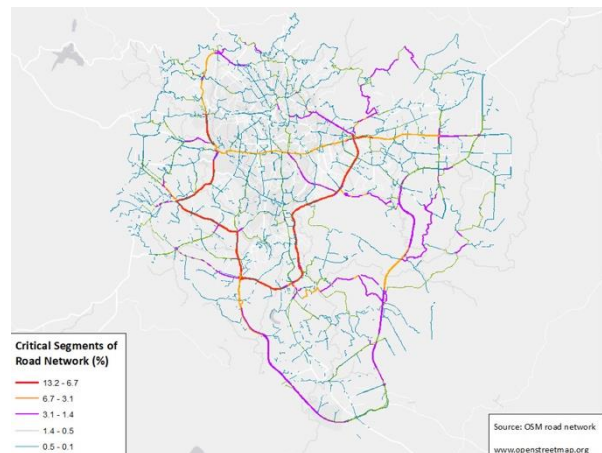 Critical Segments of
Road Network (%)
13.2 - 6.7
6.7 - 3.1
3.1 - 1.4
1.4 - 0.5
0.5 - 0.1
Source: OSM road network
www.openstreetmap.org